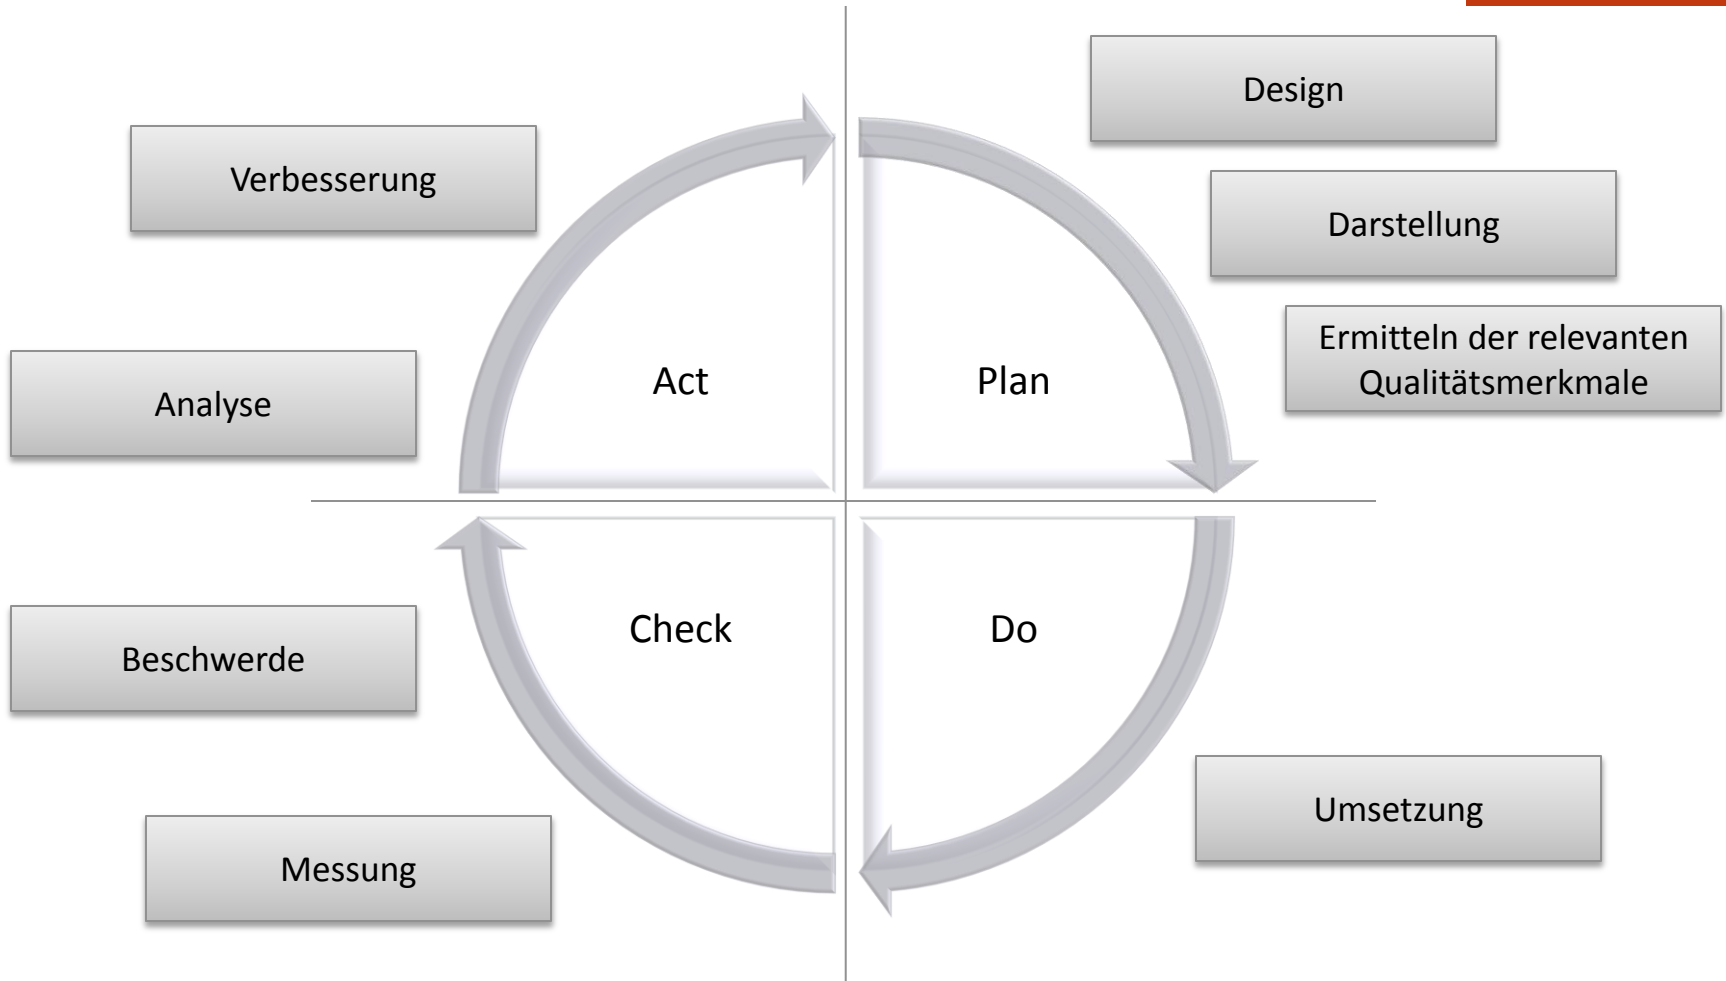 Design
Verbesserung
Darstellung
Ermitteln der relevanten
Qualitätsmerkmale
Act
Plan
Analyse
Check
Do
Beschwerde
Umsetzung
Messung